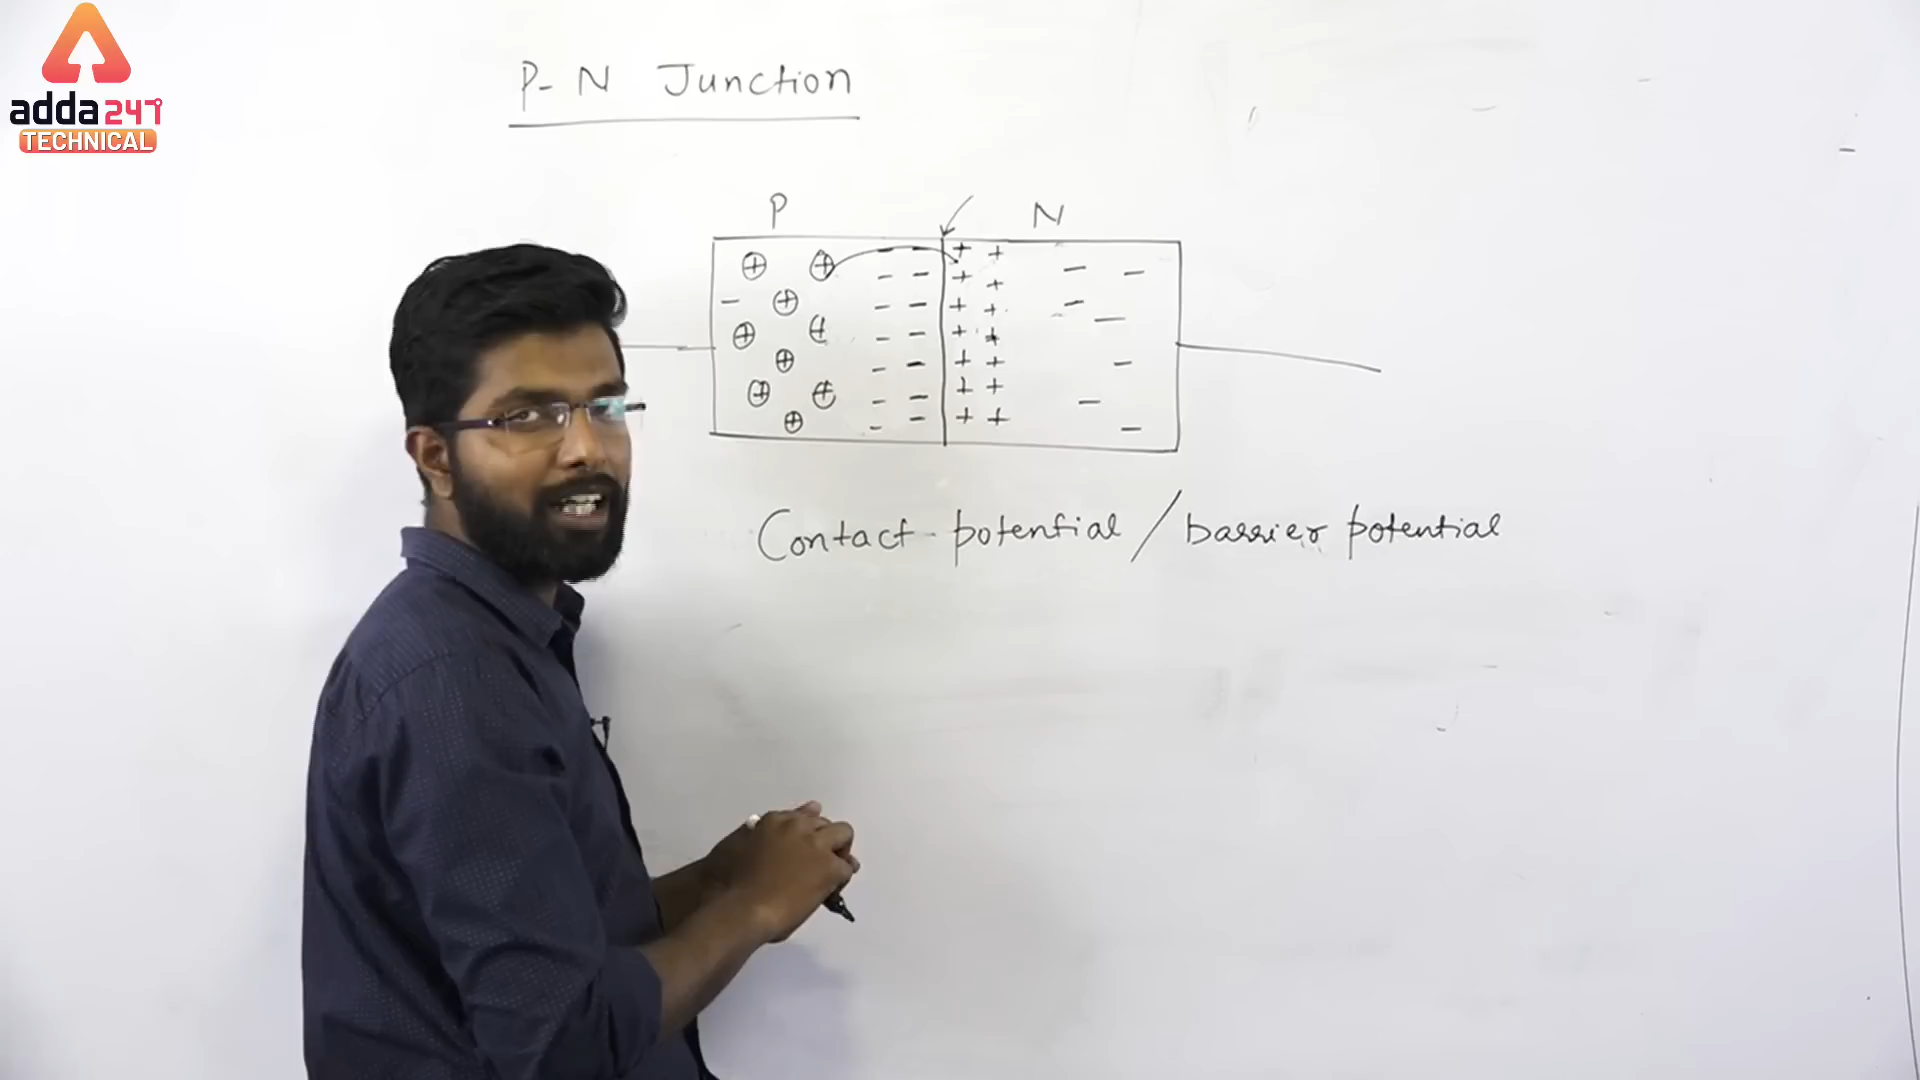 adda247
TECHNICAL
P-N Junction
P
N
Contact potential / barrier potential